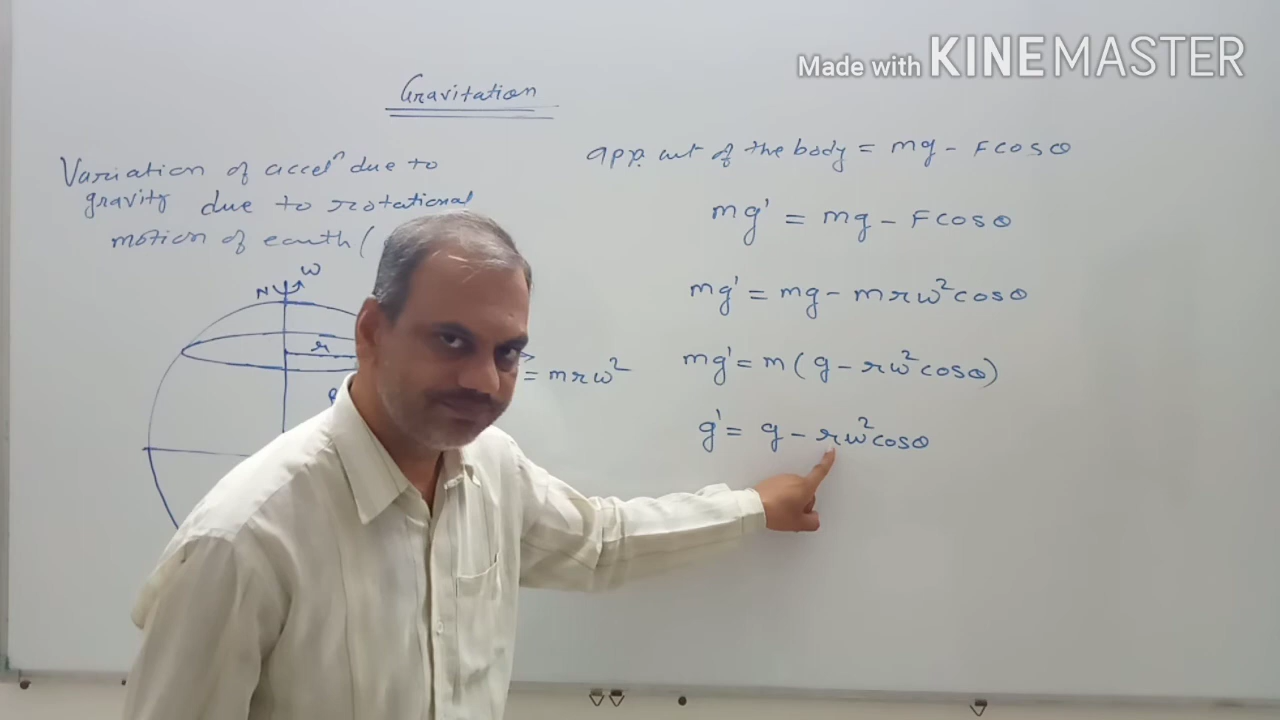 Made with KINEMASTER
Gravitation
Variation of accelⁿ due to
gravity due to rotational
motion of earth (
app. wt of the body = mg - Fcosθ
mg' = mg - Fcosθ
mg' = mg - mrω²cosθ
mg' = m(g - rω²cosθ)
g' = g - rω²cosθ
ω
N
r
= mrω²